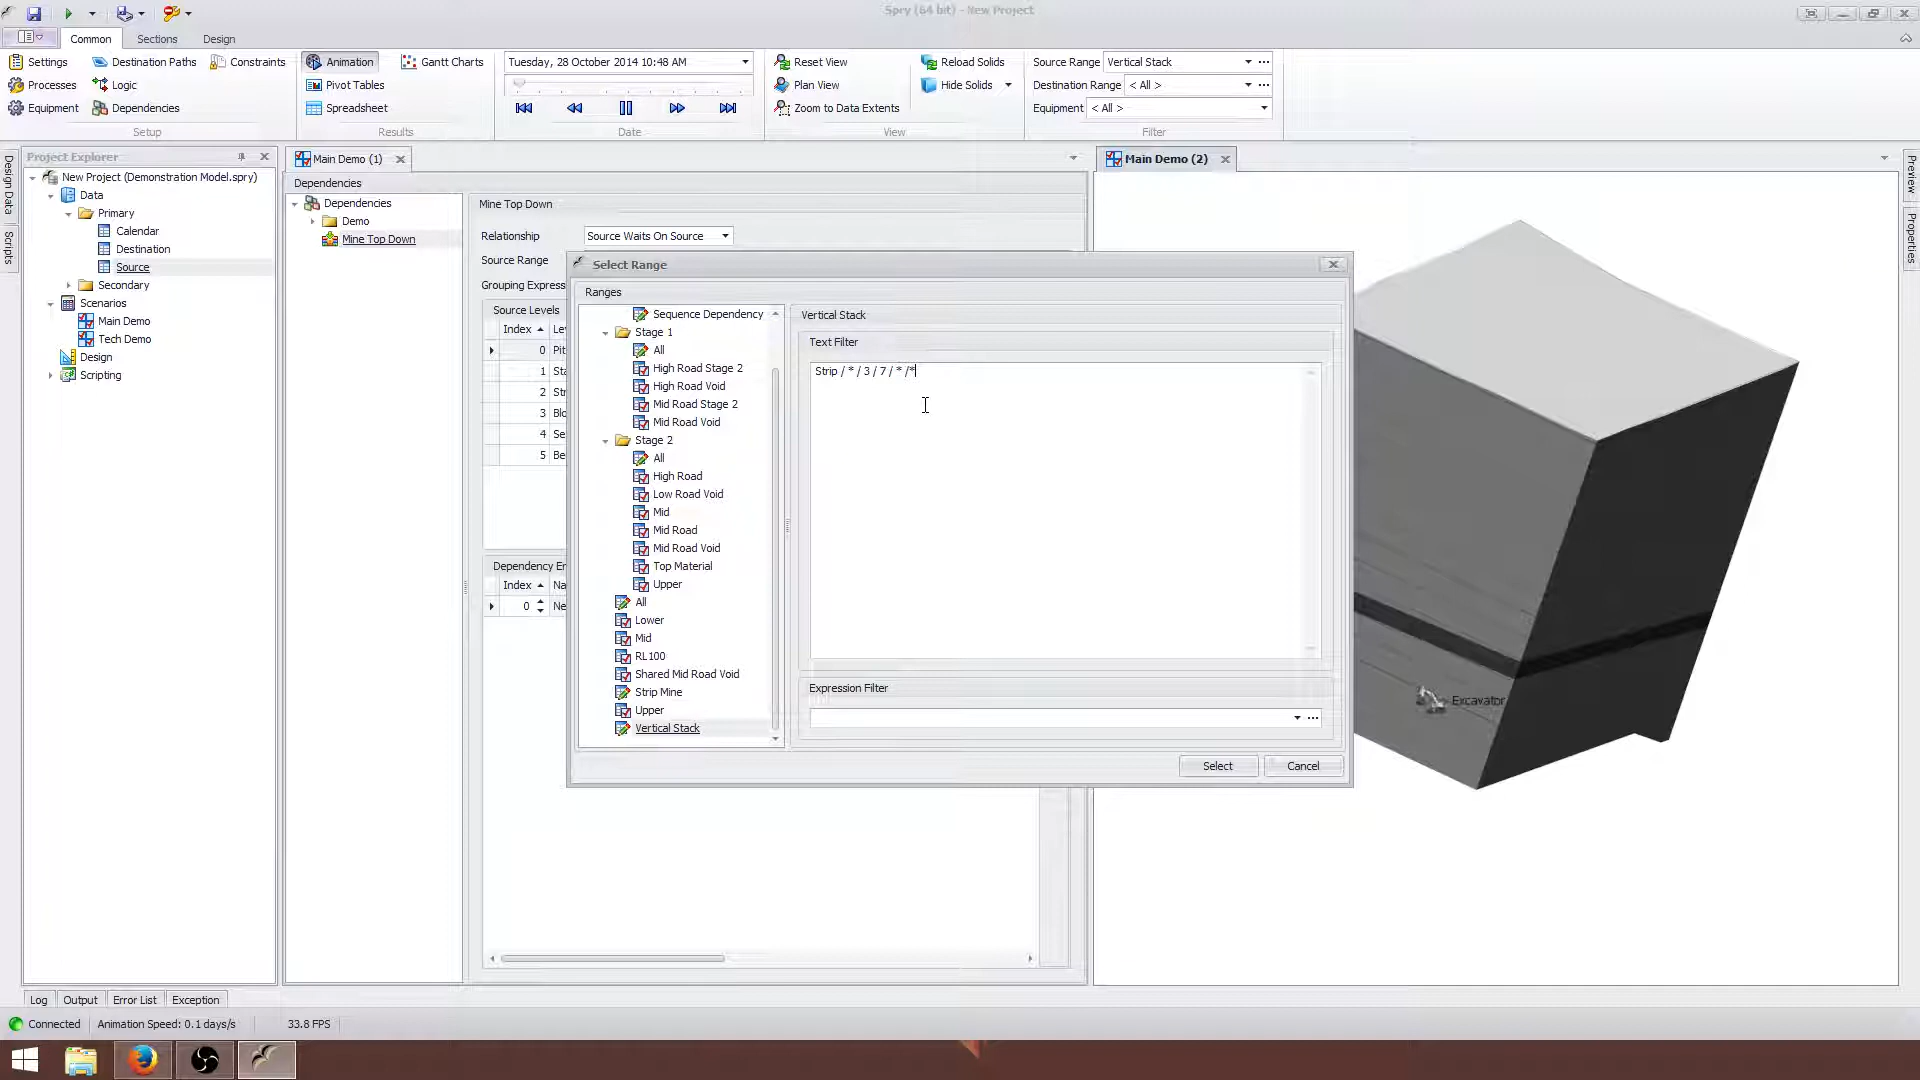 Spry (64 bit) - New Project
Common
Sections
Design
Settings
Destination Paths
Constraints
Processes
Logic
Equipment
Dependencies
Setup
Animation
Gantt Charts
Pivot Tables
Spreadsheet
Results
Tuesday, 28 October 2014 10:48 AM
Date
Reset View
Reload Solids
Plan View
Hide Solids
Zoom to Data Extents
View
Source Range
Vertical Stack
Destination Range
< All >
Equipment
< All >
Filter
Design Data
Scripts
Project Explorer
New Project (Demonstration Model.spry)
Data
Primary
Calendar
Destination
Source
Secondary
Scenarios
Main Demo
Tech Demo
Design
Scripting
Main Demo (1)
Dependencies
Dependencies
Demo
Mine Top Down
Mine Top Down
Relationship
Source Waits On Source
Source Range
Grouping Express
Source Levels
Index
Le
0 Pit
1 Sta
2 Str
3 Blo
4 Se
5 Be
Dependency En
Index
Na
0 Ne
Select Range
Ranges
Sequence Dependency
Stage 1
All
High Road Stage 2
High Road Void
Mid Road Stage 2
Mid Road Void
Stage 2
All
High Road
Low Road Void
Mid
Mid Road
Mid Road Void
Top Material
Upper
All
Lower
Mid
RL100
Shared Mid Road Void
Strip Mine
Upper
Vertical Stack
Vertical Stack
Text Filter
Strip / * / 3 / 7 / * /*
Expression Filter
Select
Cancel
Main Demo (2)
Excavator
Preview
Properties
Log
Output
Error List
Exception
Connected
Animation Speed: 0.1 days/s
33.8 FPS